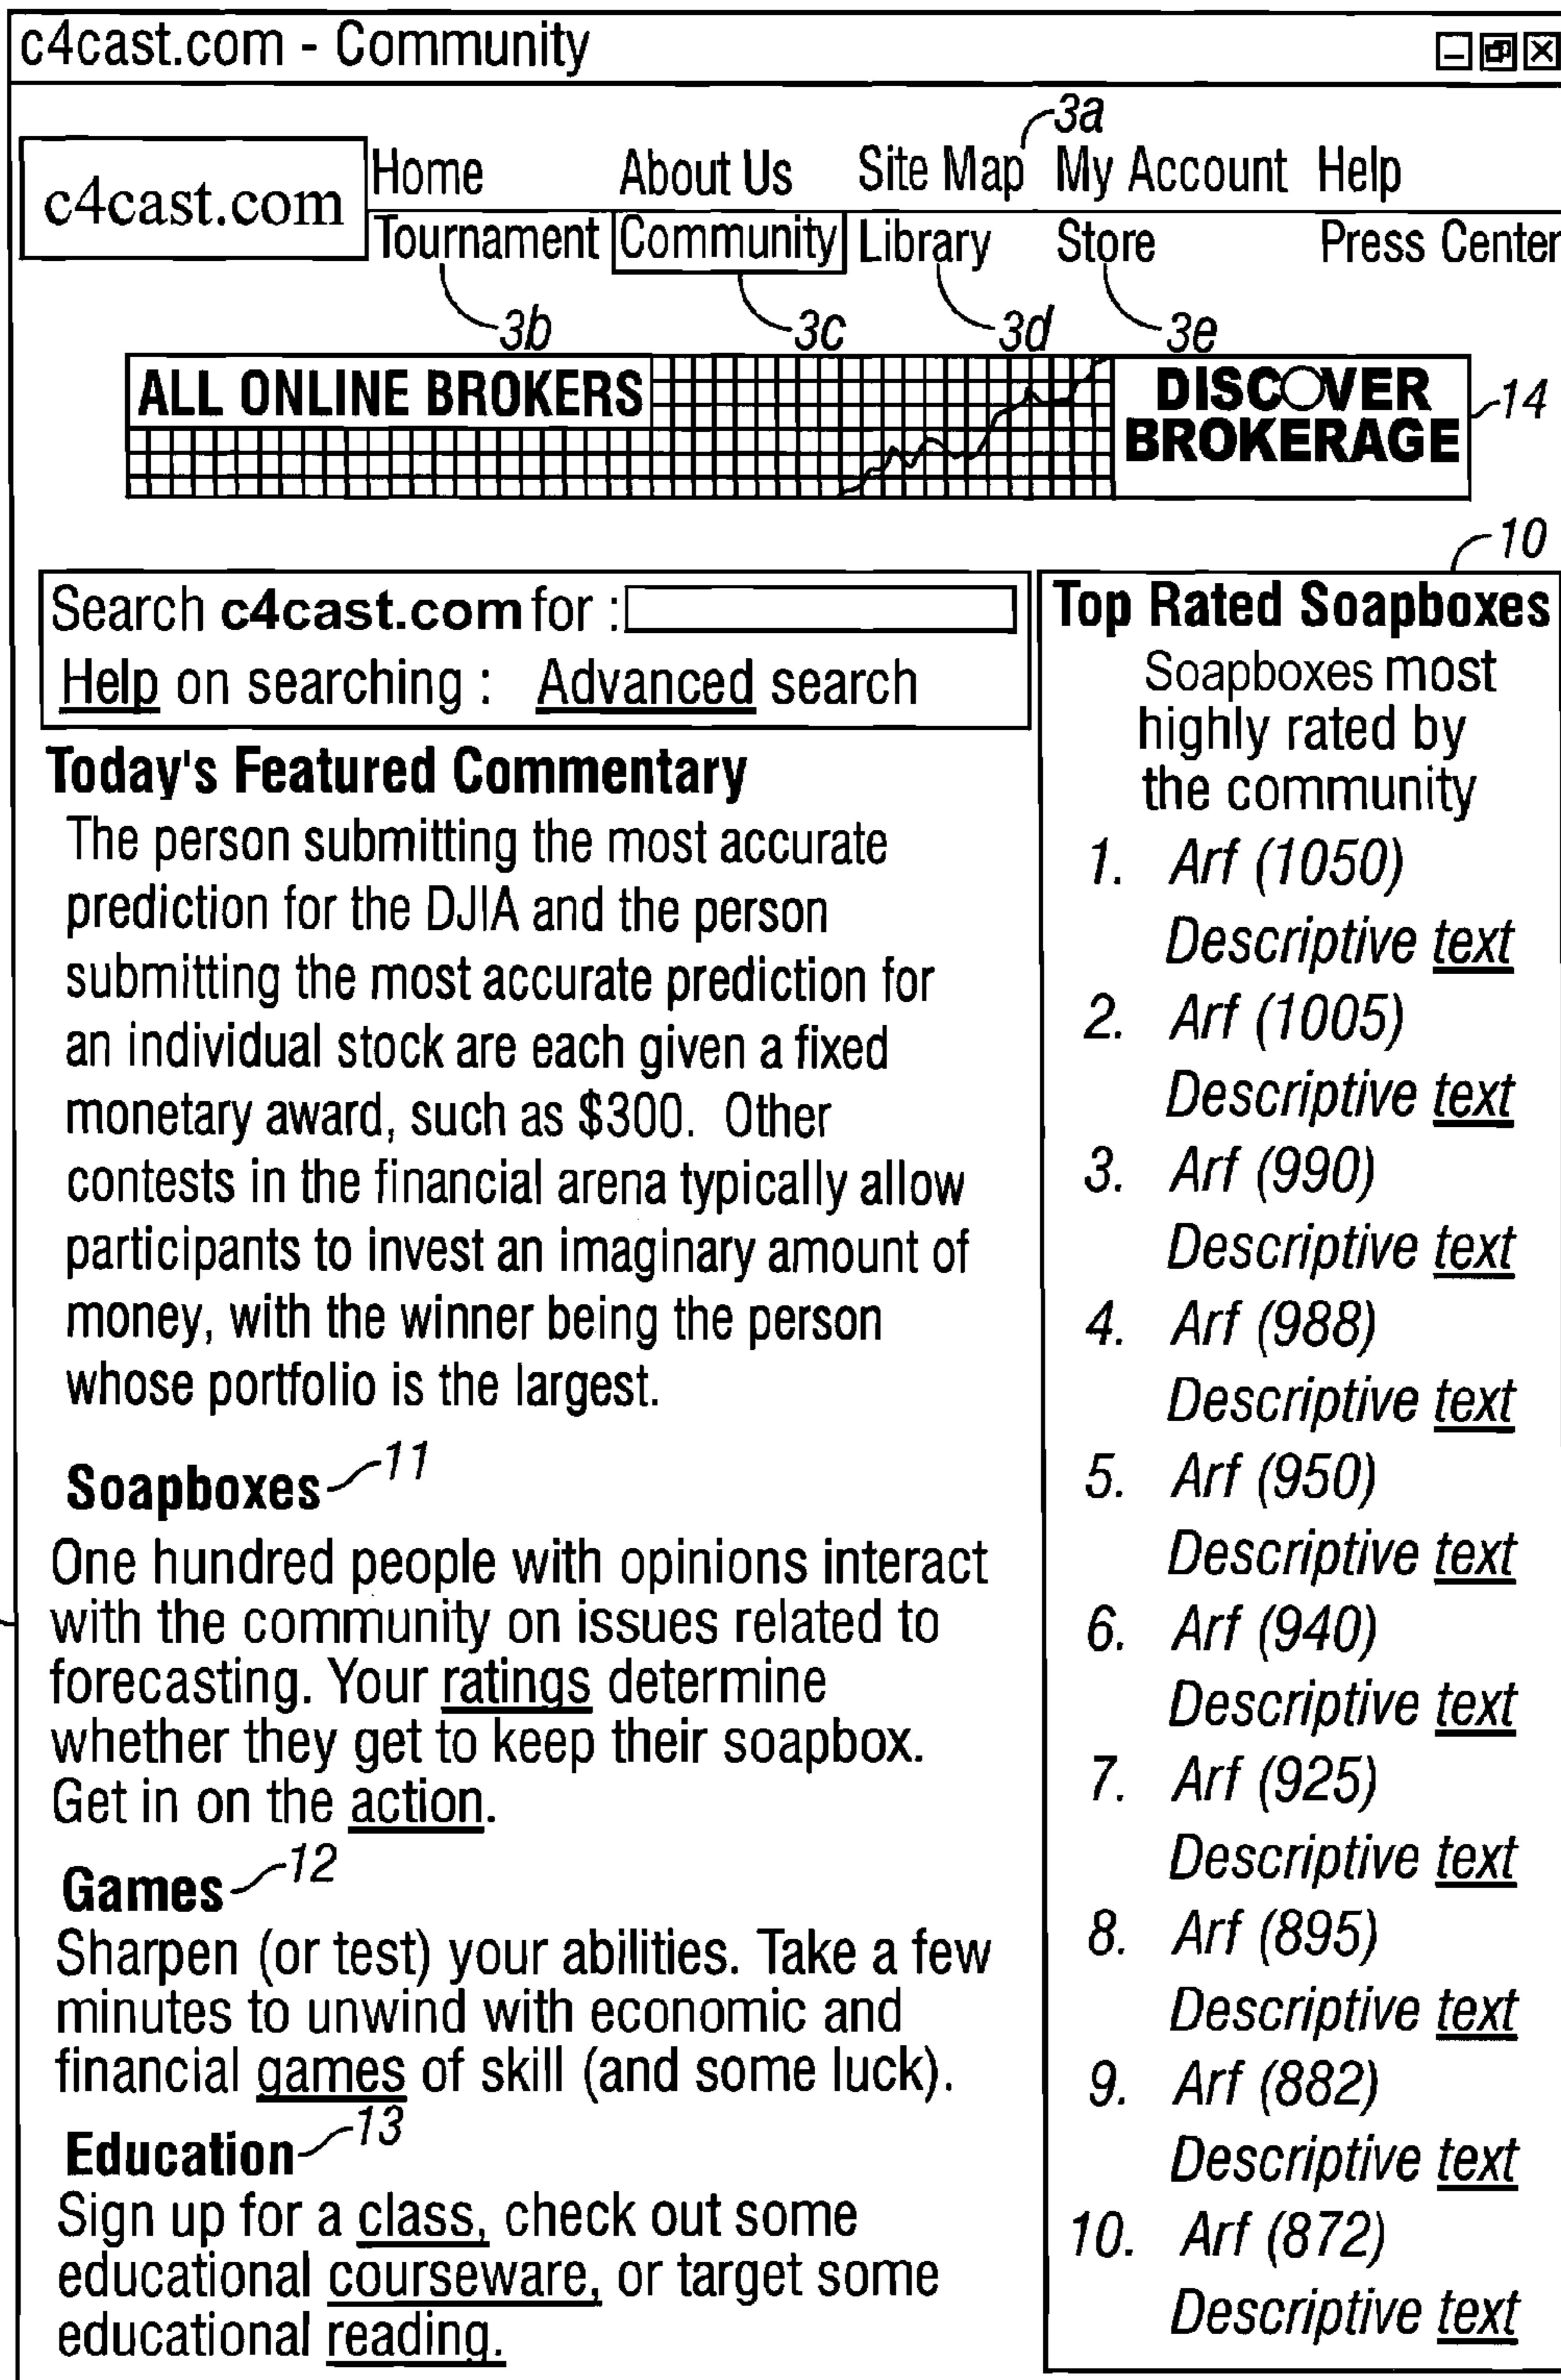 c4cast.com - Community
3a
c4cast.com
Home About Us Site Map My Account Help
Tournament Community Library Store Press Center
3b 3c 3d 3e
ALL ONLINE BROKERS
DISCOVER
BROKERAGE
14
10
Search c4cast.com for :
Help on searching : Advanced search
Today's Featured Commentary
The person submitting the most accurate
prediction for the DJIA and the person
submitting the most accurate prediction for
an individual stock are each given a fixed
monetary award, such as $300. Other
contests in the financial arena typically allow
participants to invest an imaginary amount of
money, with the winner being the person
whose portfolio is the largest.
Soapboxes 11
One hundred people with opinions interact
with the community on issues related to
forecasting. Your ratings determine
whether they get to keep their soapbox.
Get in on the action.
Games 12
Sharpen (or test) your abilities. Take a few
minutes to unwind with economic and
financial games of skill (and some luck).
Education 13
Sign up for a class, check out some
educational courseware, or target some
educational reading.
Top Rated Soapboxes
Soapboxes most
highly rated by
the community
1. Arf (1050)
Descriptive text
2. Arf (1005)
Descriptive text
3. Arf (990)
Descriptive text
4. Arf (988)
Descriptive text
5. Arf (950)
Descriptive text
6. Arf (940)
Descriptive text
7. Arf (925)
Descriptive text
8. Arf (895)
Descriptive text
9. Arf (882)
Descriptive text
10. Arf (872)
Descriptive text